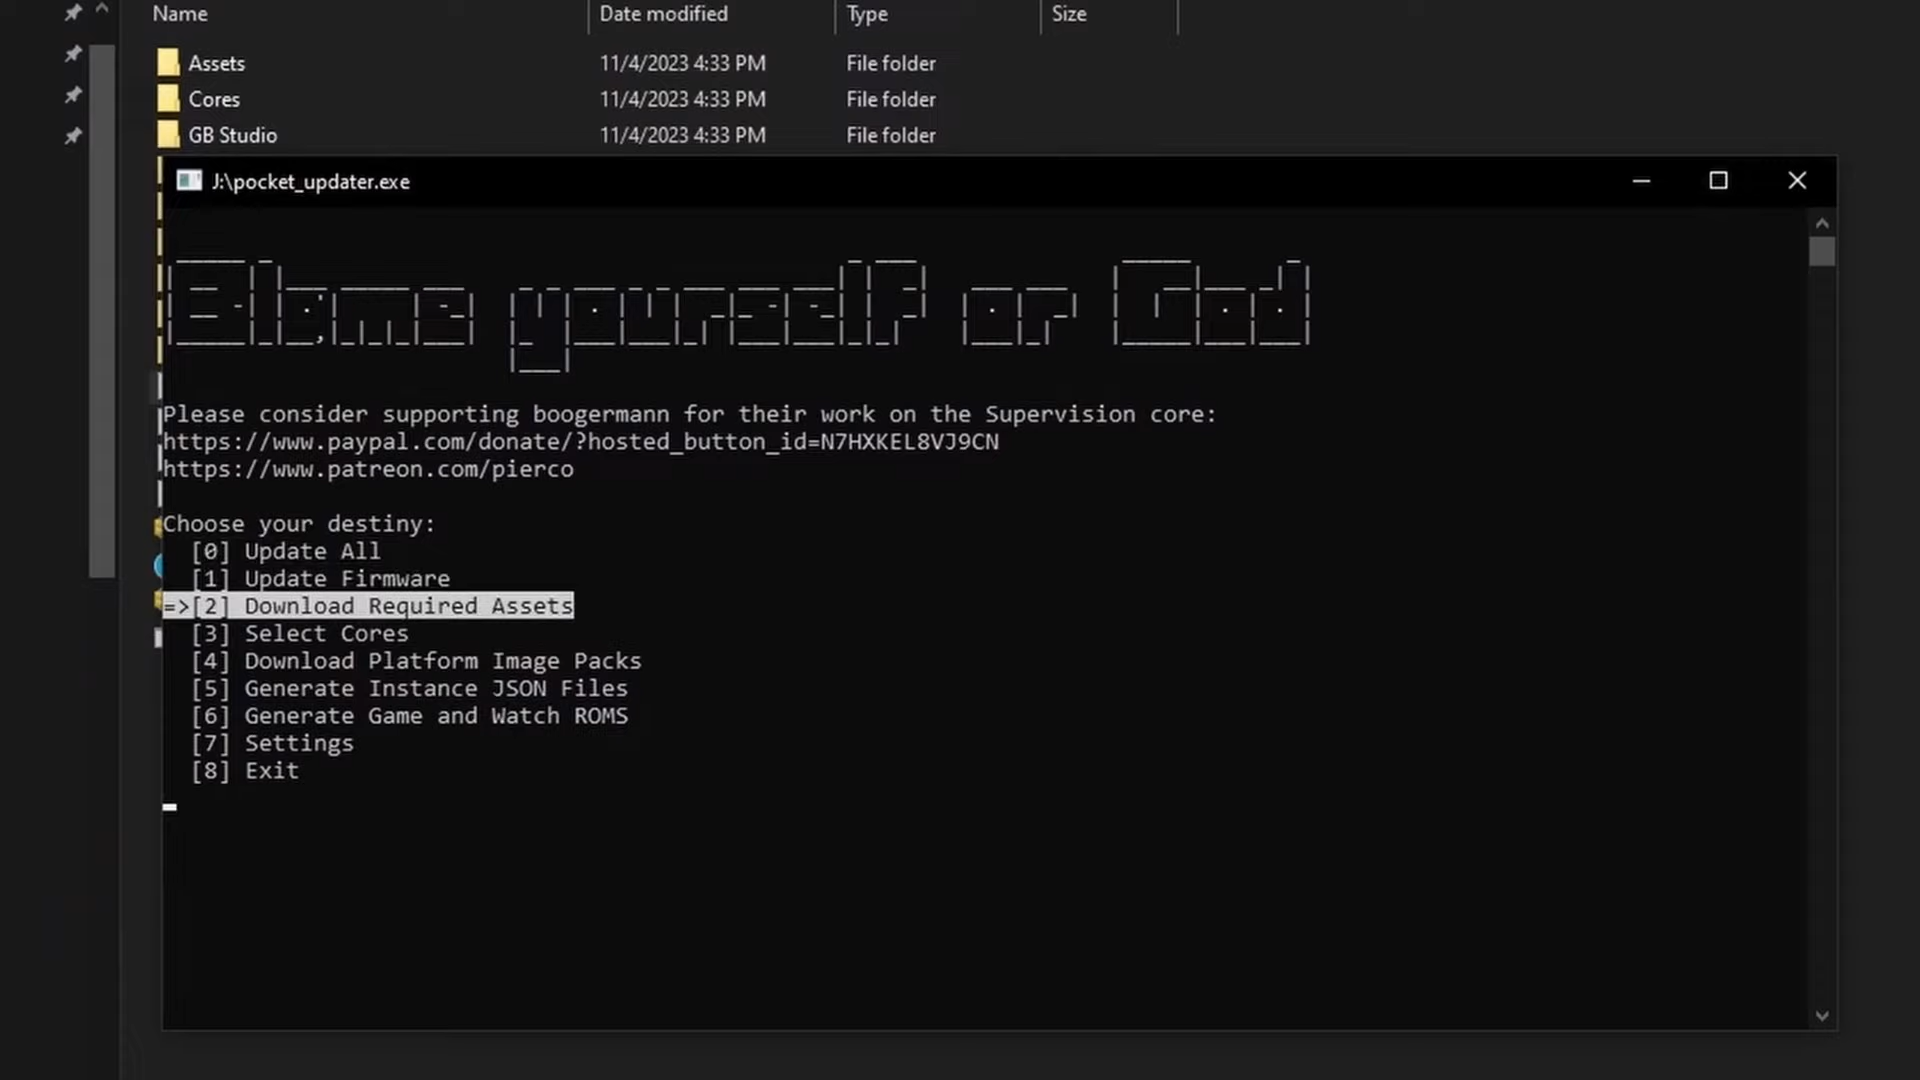 Name Date modified Type Size
Assets 11/4/2023 4:33 PM File folder
Cores 11/4/2023 4:33 PM File folder
GB Studio 11/4/2023 4:33 PM File folder
J:\pocket_updater.exe
Blame yourself or God
Please consider supporting boogermann for their work on the Supervision core:
https://www.paypal.com/donate/?hosted_button_id=N7HXKEL8VJ9CN
https://www.patreon.com/pierco
Choose your destiny:
[0] Update All
[1] Update Firmware
=>[2] Download Required Assets
[3] Select Cores
[4] Download Platform Image Packs
[5] Generate Instance JSON Files
[6] Generate Game and Watch ROMS
[7] Settings
[8] Exit